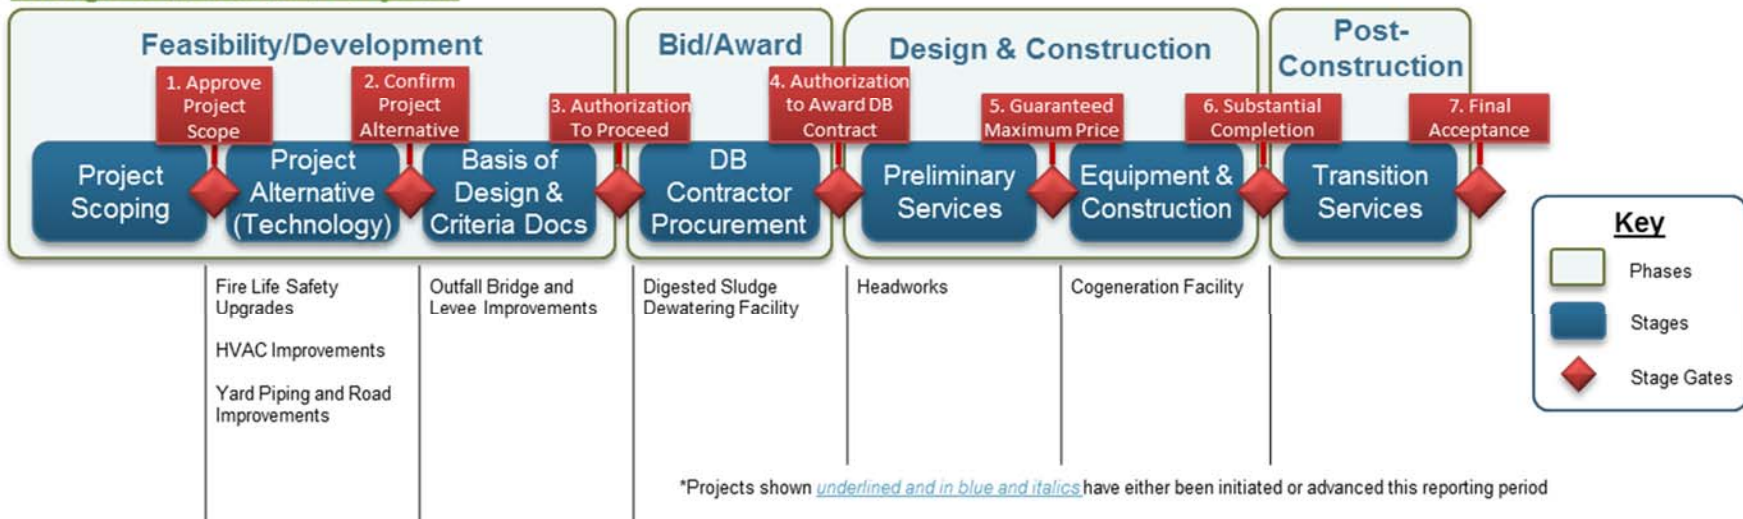 Feasibility/Development
Bid/Award
Design & Construction
Post-
Construction
1. Approve
Project
Scope
2. Confirm
Project
Alternative
3. Authorization
To Proceed
4. Authorization
to Award DB
Contract
5. Guaranteed
Maximum Price
6. Substantial
Completion
7. Final
Acceptance
Project
Scoping
Project
Alternative
(Technology)
Basis of
Design &
Criteria Docs
DB
Contractor
Procurement
Preliminary
Services
Equipment &
Construction
Transition
Services
Key
Phases
Stages
Stage Gates
Fire Life Safety
Upgrades
HVAC Improvements
Yard Piping and Road
Improvements
Outfall Bridge and
Levee Improvements
Digested Sludge
Dewatering Facility
Headworks
Cogeneration Facility
*Projects shown underlined and in blue and italics have either been initiated or advanced this reporting period